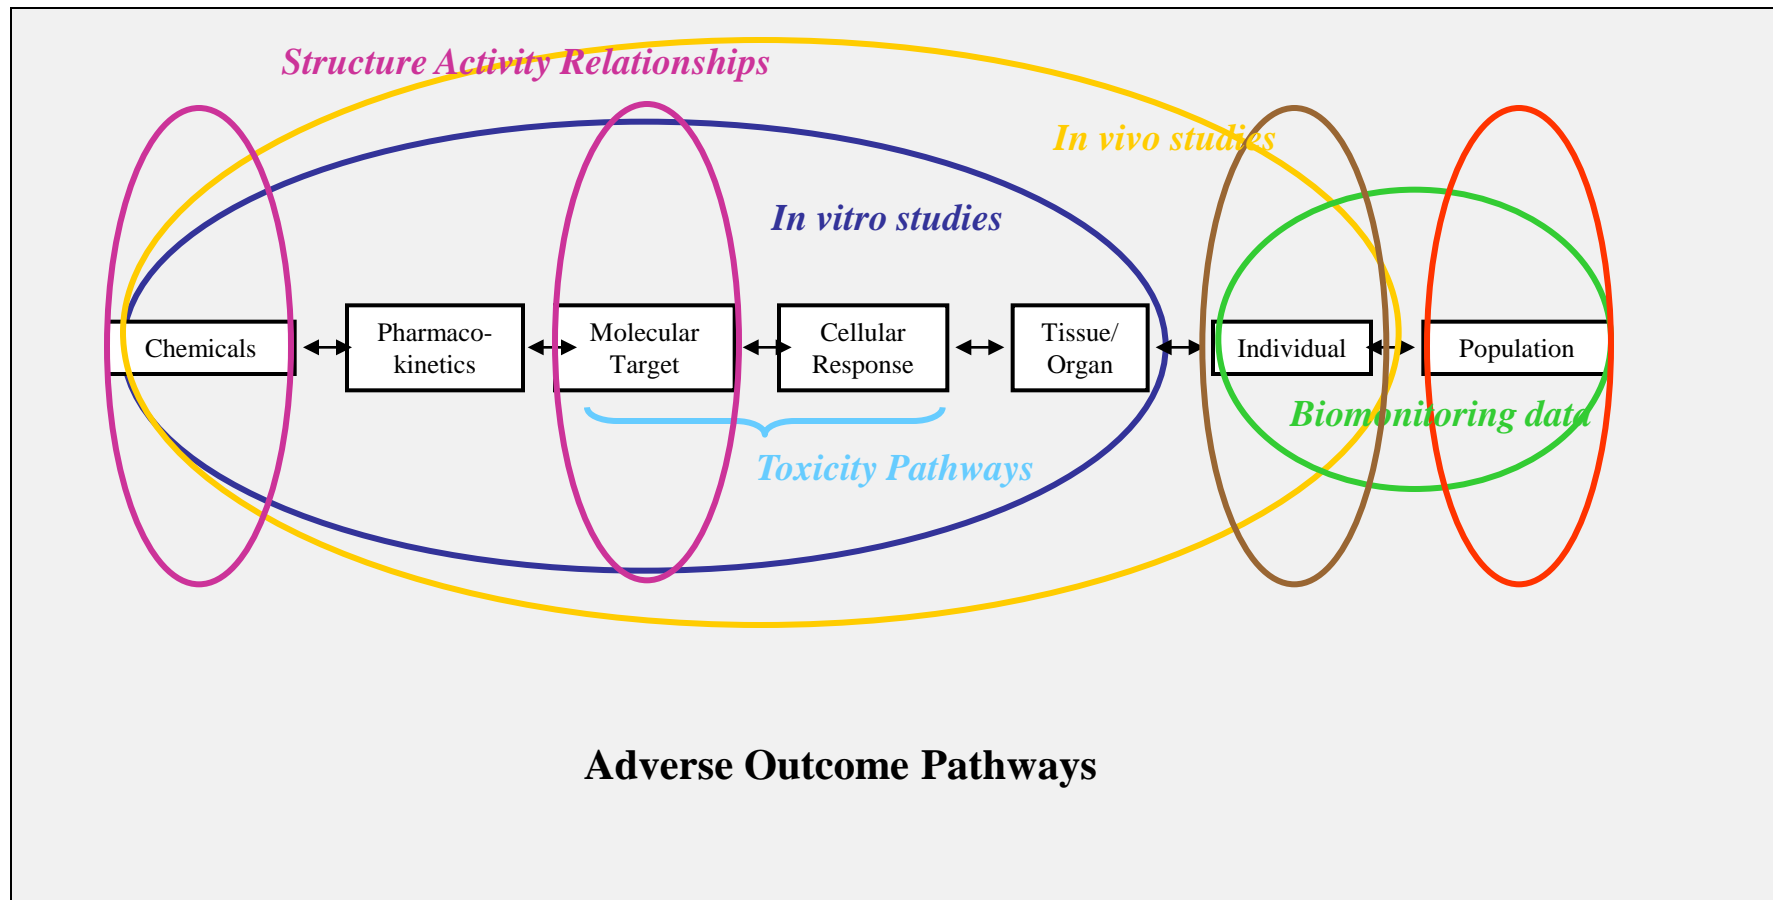 Structure Activity Relationships
In vivo studies
In vitro studies
Chemicals
Pharmaco-
kinetics
Molecular
Target
Cellular
Response
Tissue/
Organ
Individual
Population
Biomonitoring data
Toxicity Pathways
Adverse Outcome Pathways